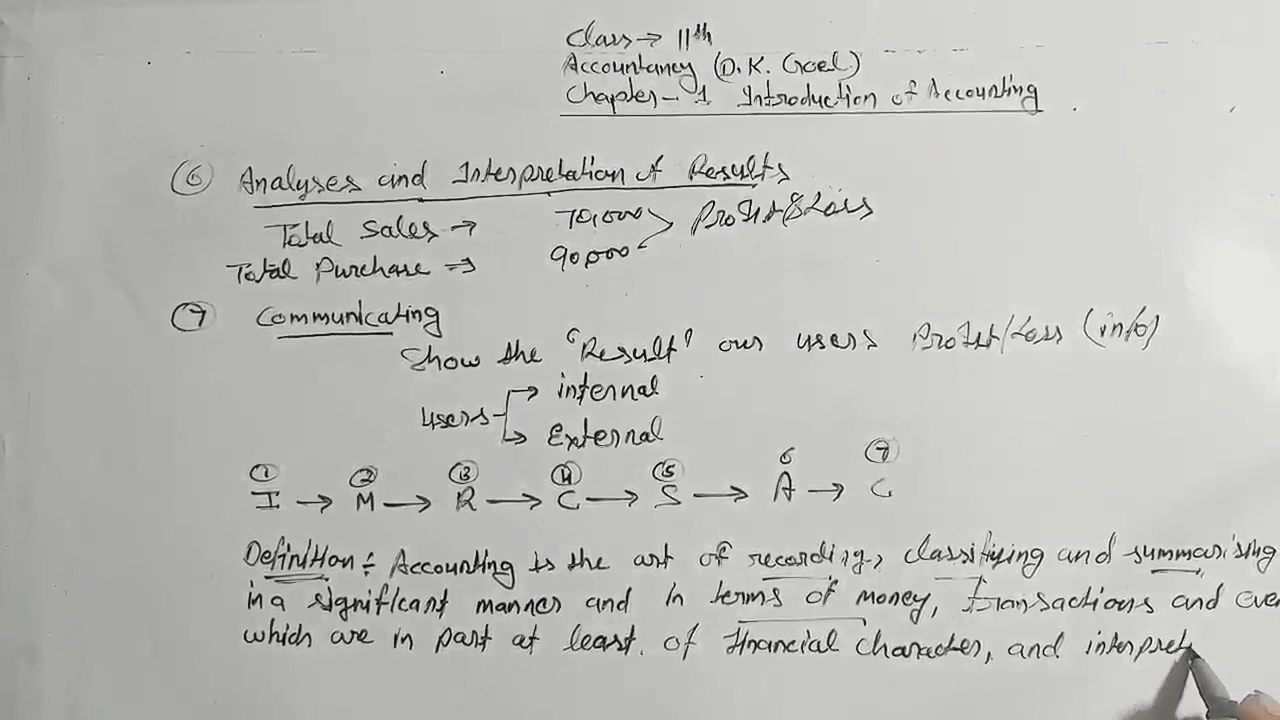 Class → 11th
Accountancy (D.K. Goel)
Chapter - 1 Introduction of Accounting
⑥ Analyses and Interpretation of Results
Total Sales → 70,000 Profit/Loss
Total Purchase ⇒ 90,000
⑦ Communicating
Show the "Result" our users Profit/Loss (info)
users → internal
→ External
① ② ③ ④ ⑤ 6 ⑦
I → M → R → C → S → A → C
Definition ÷ Accounting is the art of recording, classifying and summarising
in a significant manner and in terms of money, transactions and eve
which are in part at least. of financial character, and interpret